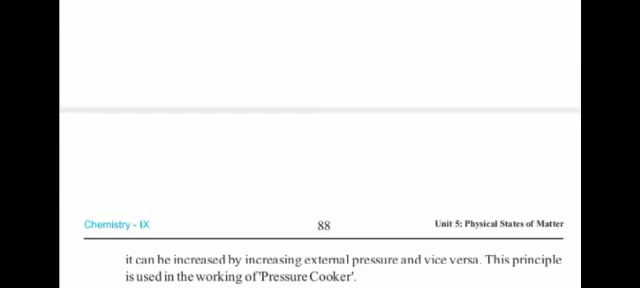 Chemistry - IX 88 Unit 5: Physical States of Matter
it can be increased by increasing external pressure and vice versa. This principle
is used in the working of 'Pressure Cooker'.